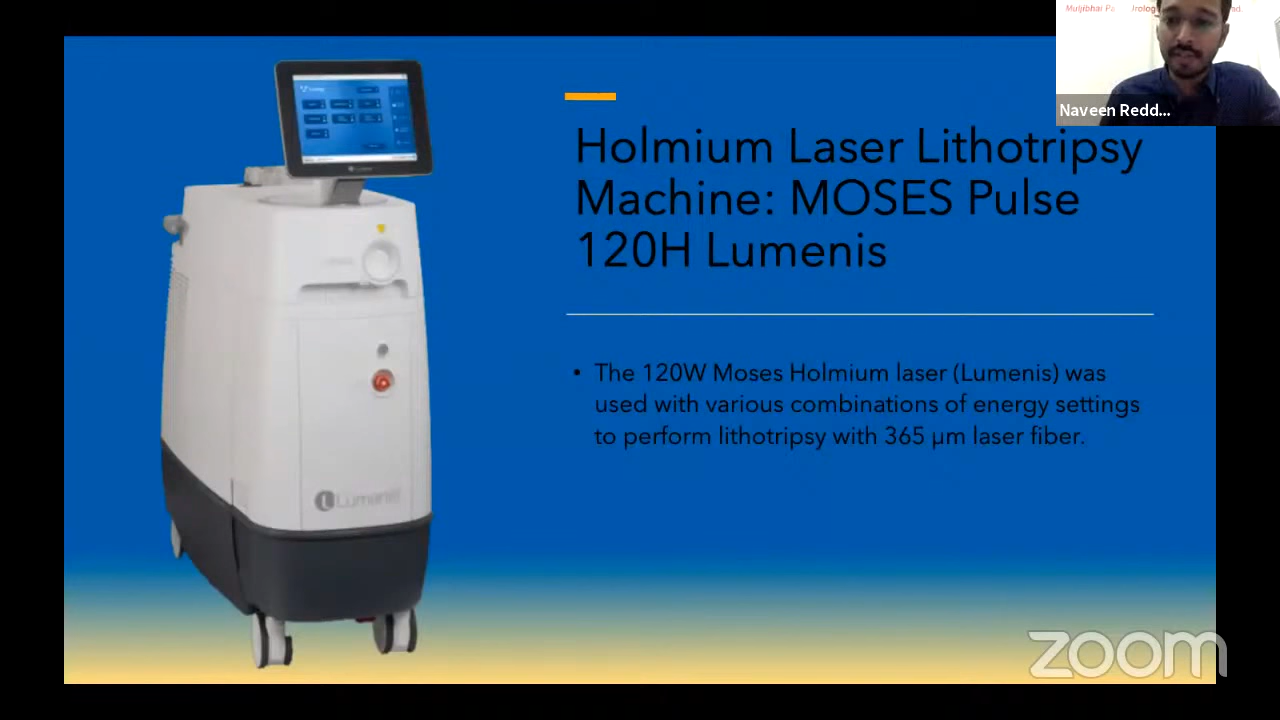 Naveen Redd...
Holmium Laser Lithotripsy
Machine: MOSES Pulse
120H Lumenis
• The 120W Moses Holmium laser (Lumenis) was
used with various combinations of energy settings
to perform lithotripsy with 365 µm laser fiber.
Lumenis
zoom